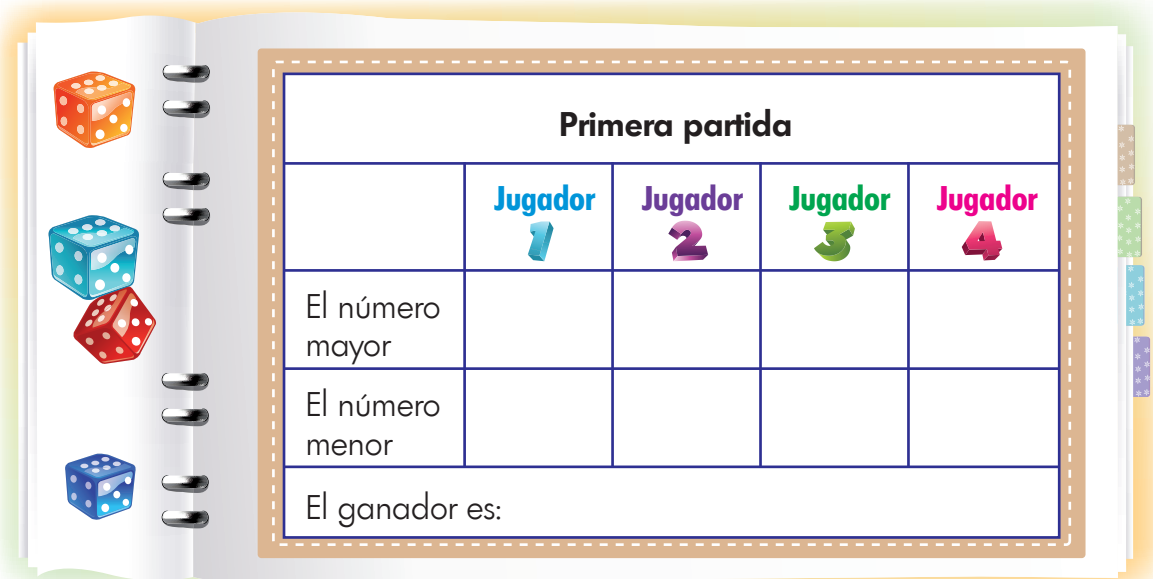 Primera partida
Jugador Jugador Jugador Jugador
1 2 3 4
El número
mayor
El número
menor
El ganador es: